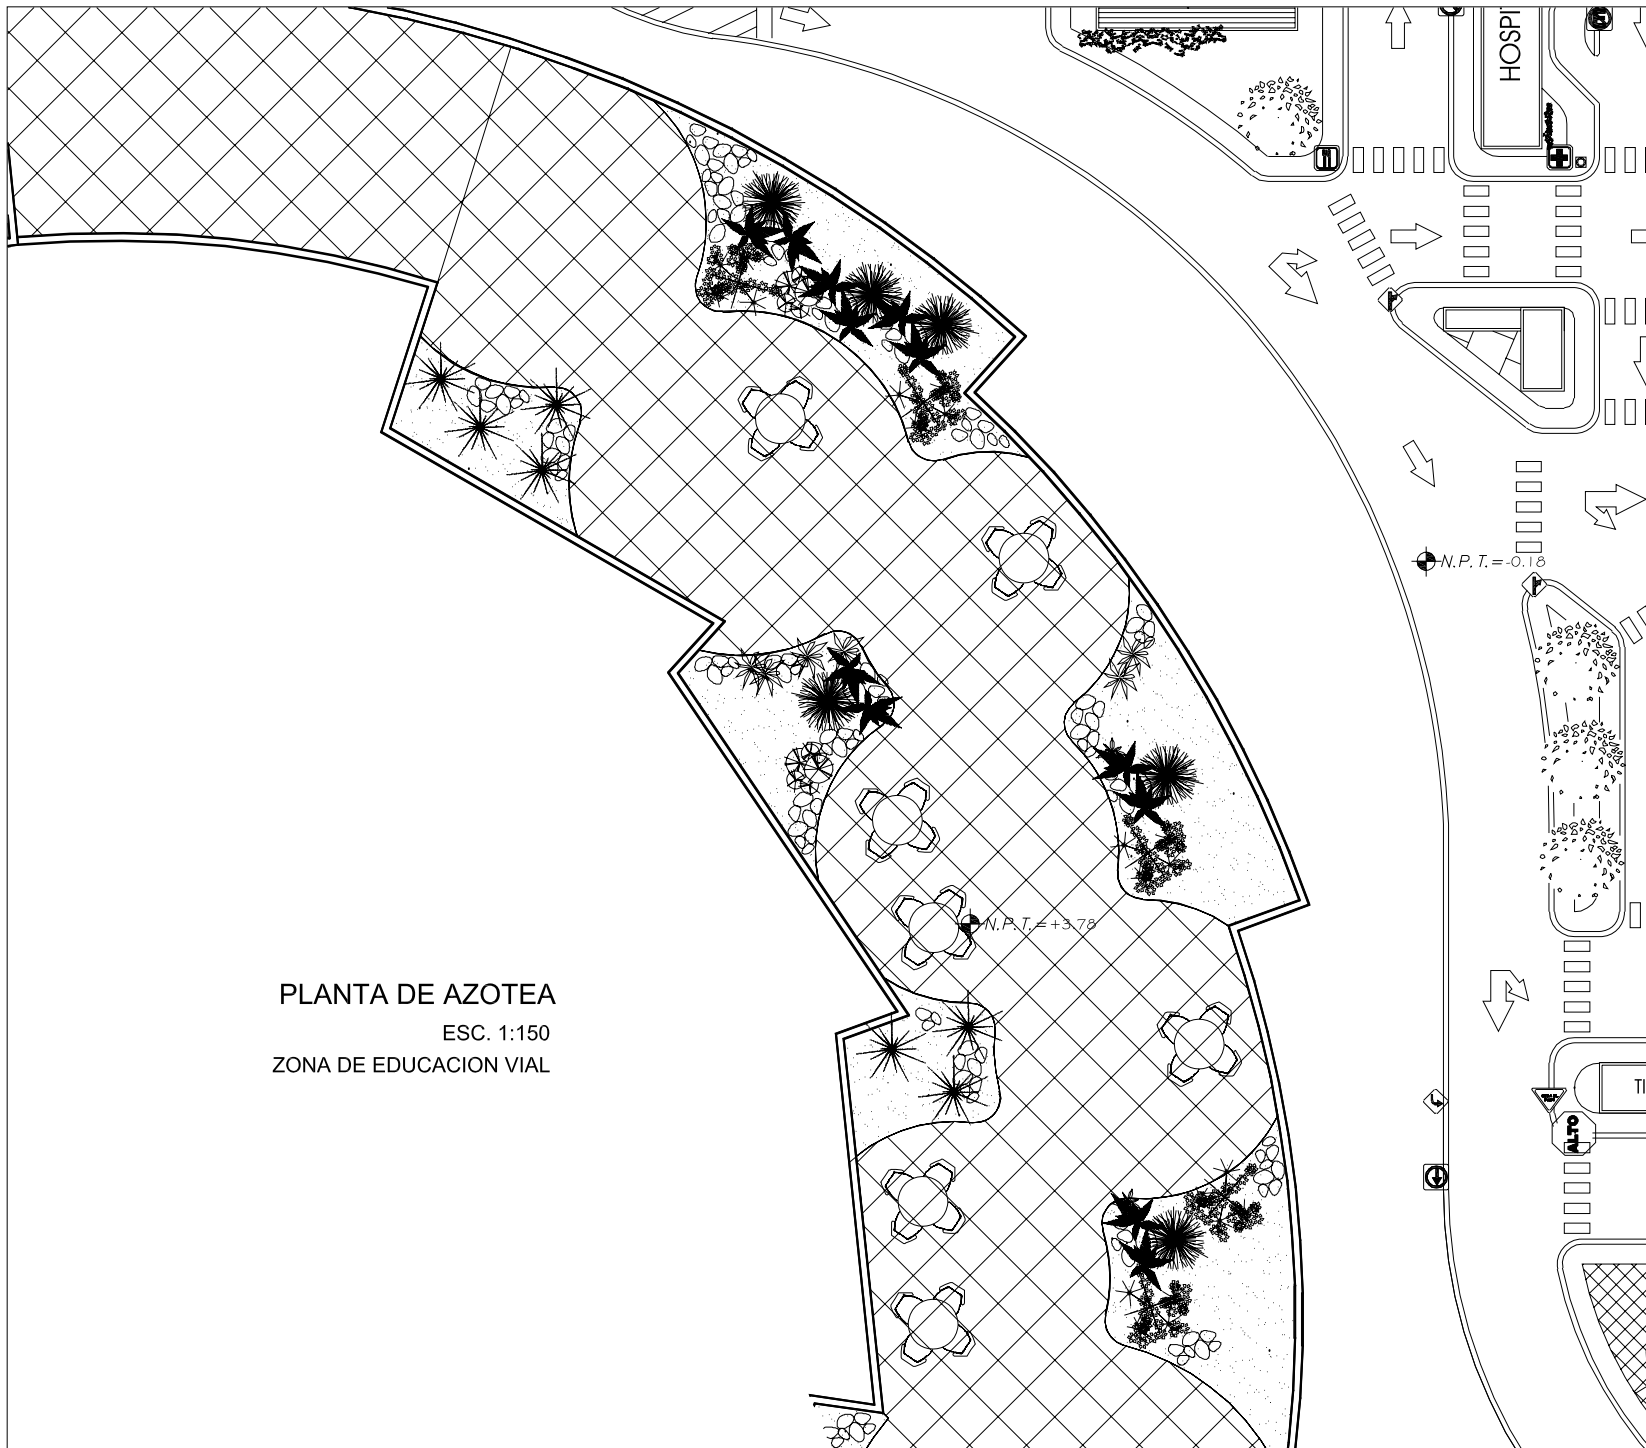 HOSPI
N.P.T.=-0.18
N.P.T.=+3.78
PLANTA DE AZOTEA
ESC. 1:150
ZONA DE EDUCACION VIAL
TI
ALTO